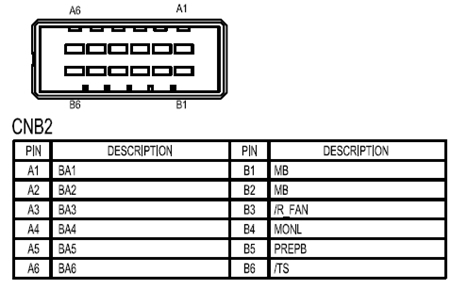 A6 A1
B6 B1
CNB2
PIN DESCRIPTION PIN DESCRIPTION
A1 BA1 B1 MB
A2 BA2 B2 MB
A3 BA3 B3 /R_FAN
A4 BA4 B4 MONL
A5 BA5 B5 PREPB
A6 BA6 B6 /TS